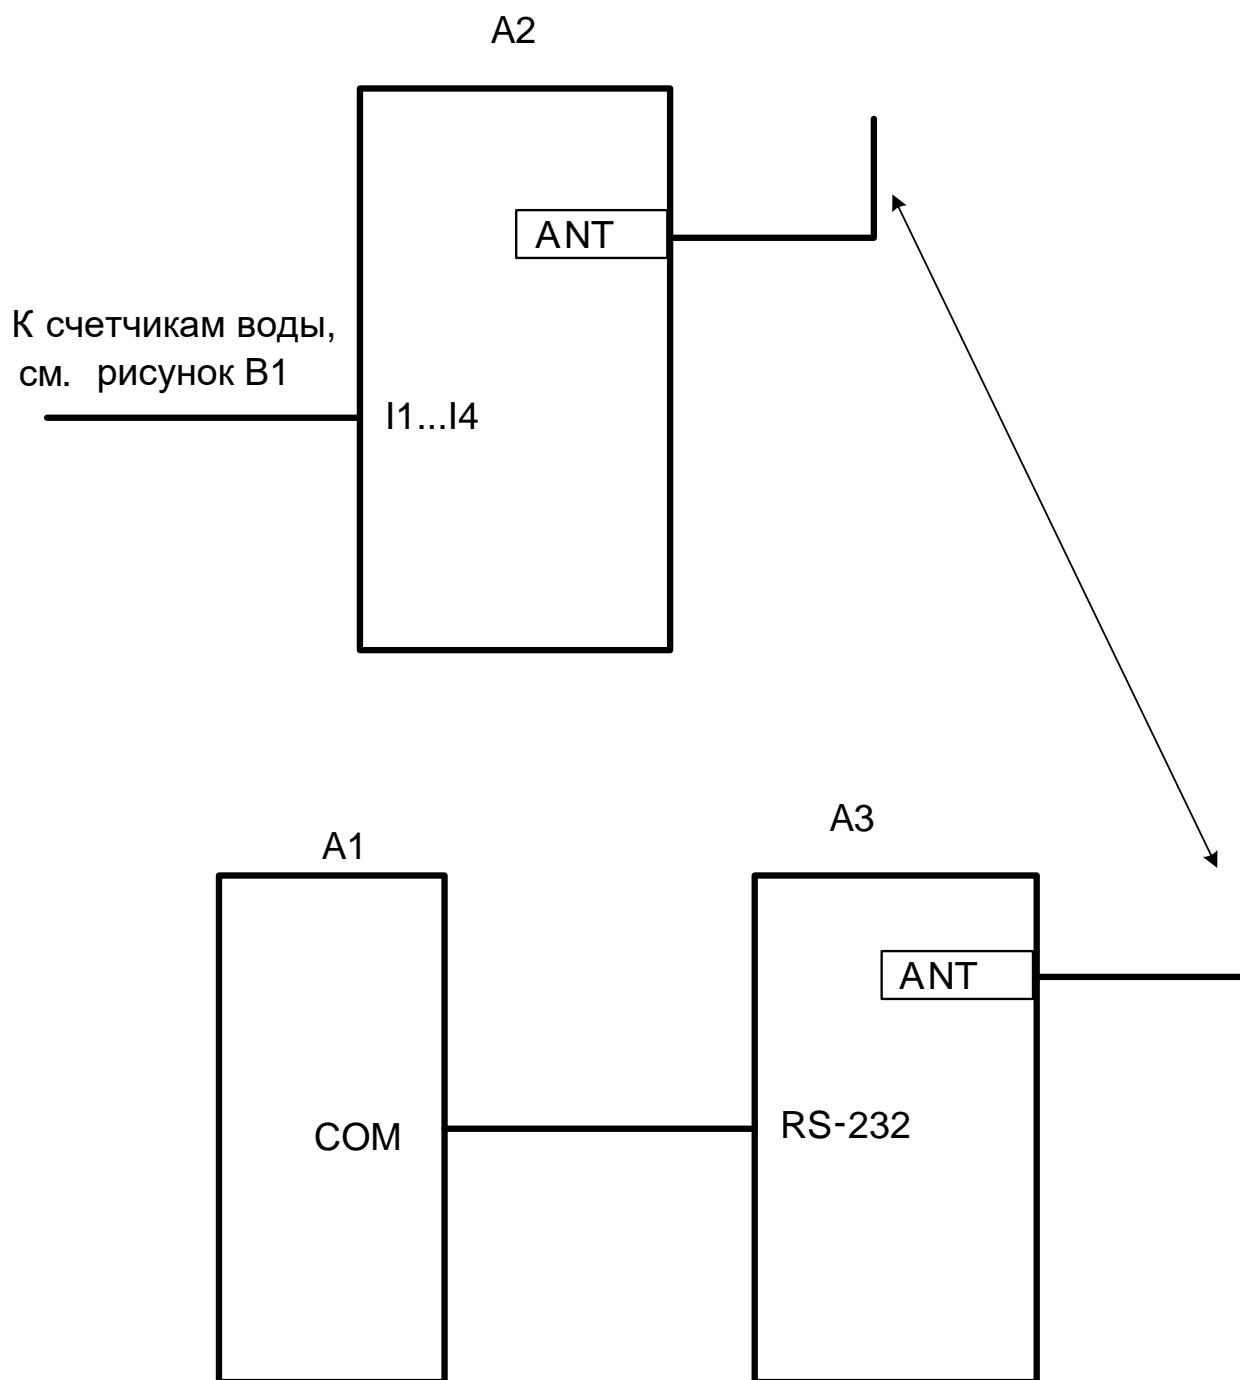 A2
ANT
К счетчикам воды,
см. рисунок В1
I1...I4
A3
A1
ANT
RS-232
COM